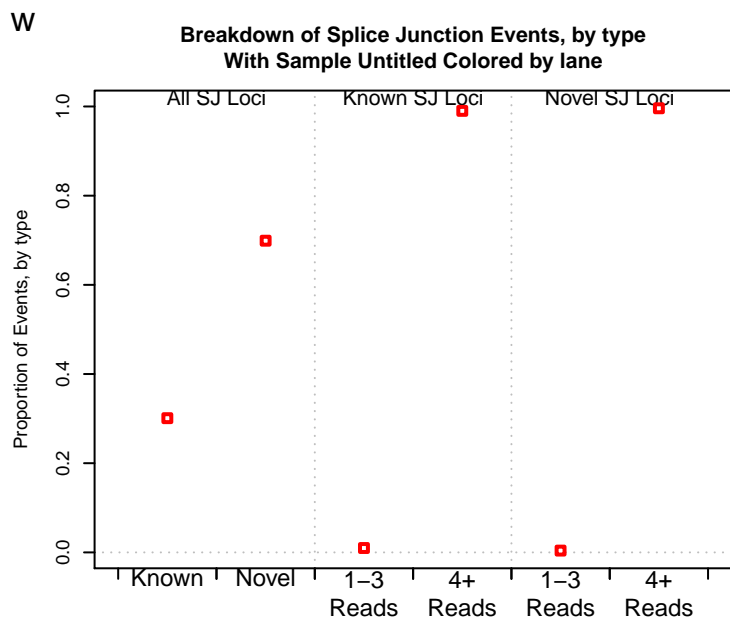 W
Breakdown of Splice Junction Events, by type
With Sample Untitled Colored by lane
All SJ Loci Known SJ Loci Novel SJ Loci
Proportion of Events, by type
1.0
0.8
0.6
0.4
0.2
0.0
Known Novel 1−3 4+ 1−3 4+
Reads Reads Reads Reads